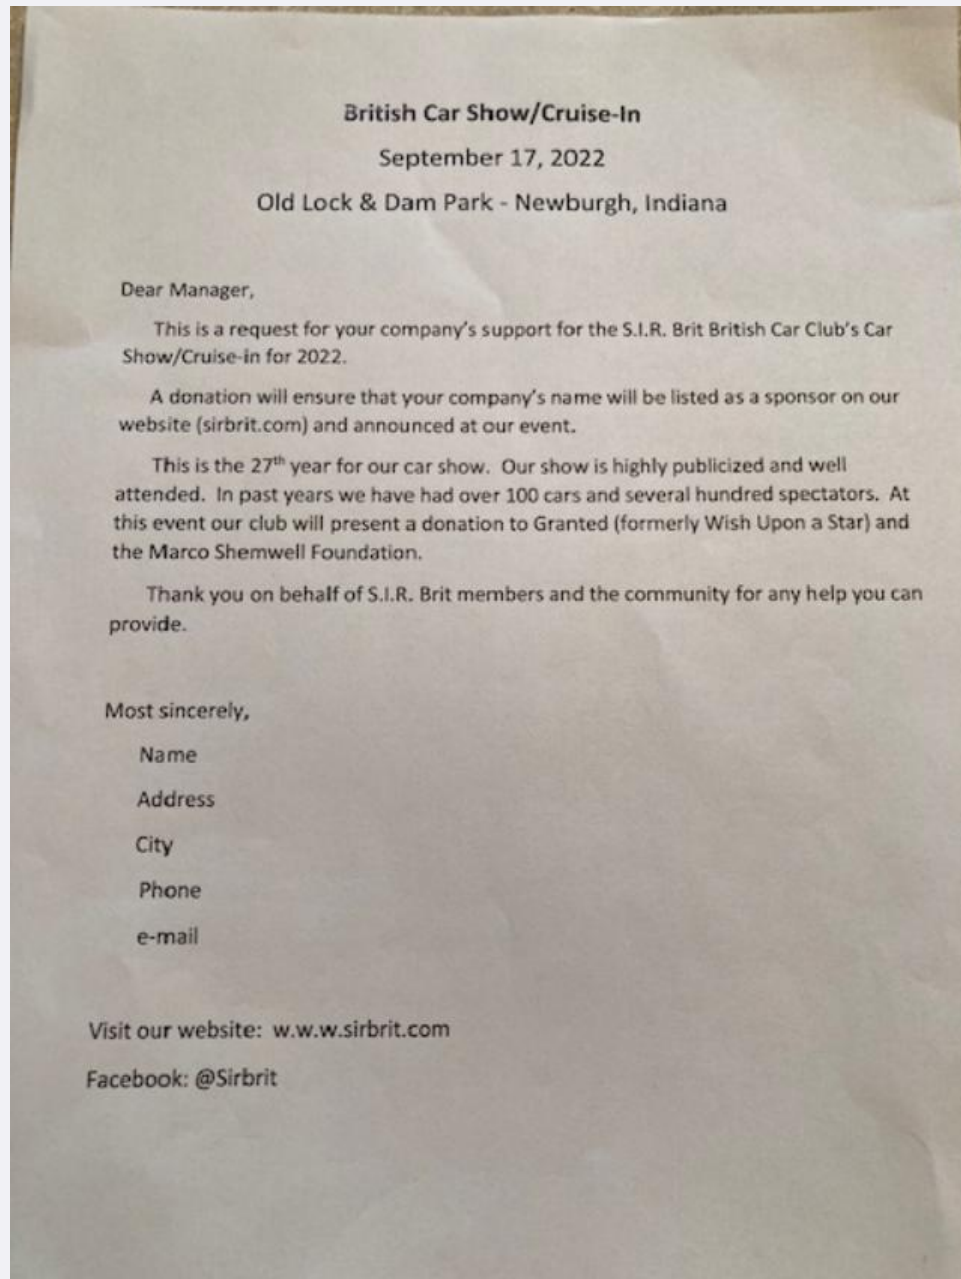 British Car Show/Cruise-In
September 17, 2022
Old Lock & Dam Park - Newburgh, Indiana
Dear Manager,
This is a request for your company's support for the S.I.R. Brit British Car Club's Car
Show/Cruise-in for 2022.
A donation will ensure that your company's name will be listed as a sponsor on our
website (sirbrit.com) and announced at our event.
This is the 27th year for our car show. Our show is highly publicized and well
attended. In past years we have had over 100 cars and several hundred spectators. At
this event our club will present a donation to Granted (formerly Wish Upon a Star) and
the Marco Shemwell Foundation.
Thank you on behalf of S.I.R. Brit members and the community for any help you can
provide.
Most sincerely,
Name
Address
City
Phone
e-mail
Visit our website: w.w.w.sirbrit.com
Facebook: @Sirbrit